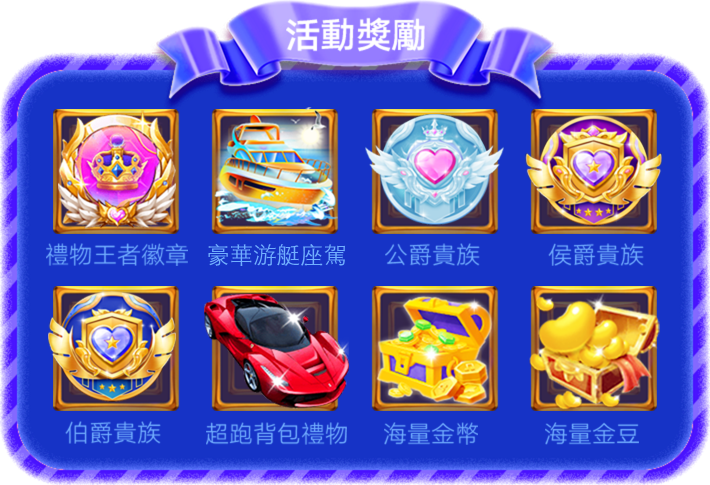 活動獎勵
禮物王者徽章
豪華游艇座駕
公爵貴族
侯爵貴族
伯爵貴族
超跑背包禮物
海量金幣
海量金豆